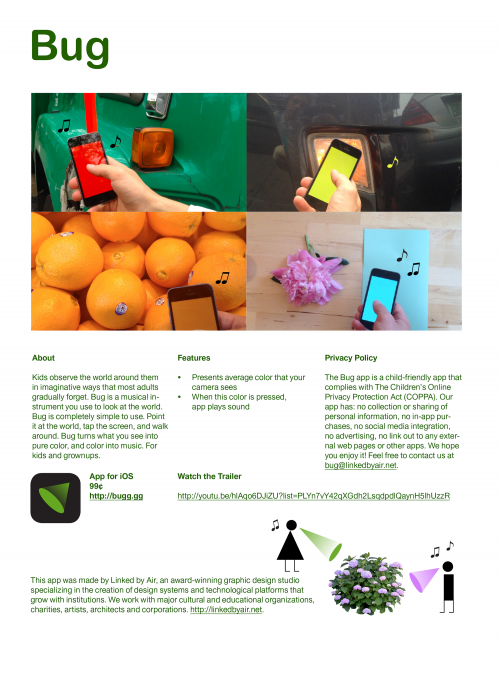 Bug
About
Kids observe the world around them
in imaginative ways that most adults
gradually forget. Bug is a musical in-
strument you use to look at the world.
Bug is completely simple to use. Point
it at the world, tap the screen, and walk
around. Bug turns what you see into
pure color, and color into music. For
kids and grownups.
Features
• Presents average color that your
camera sees
• When this color is pressed,
app plays sound
Privacy Policy
The Bug app is a child-friendly app that
complies with The Children's Online
Privacy Protection Act (COPPA). Our
app has: no collection or sharing of
personal information, no in-app pur-
chases, no social media integration,
no advertising, no link out to any exter-
nal web pages or other apps. We hope
you enjoy it! Feel free to contact us at
bug@linkedbyair.net.
App for iOS
99¢
http://bugg.gg
Watch the Trailer
http://youtu.be/hlAqo6DJiZU?list=PLYn7vY42qXGdh2LsqdpdlQaynH5IhUzzR
This app was made by Linked by Air, an award-winning graphic design studio
specializing in the creation of design systems and technological platforms that
grow with institutions. We work with major cultural and educational organizations,
charities, artists, architects and corporations. http://linkedbyair.net.